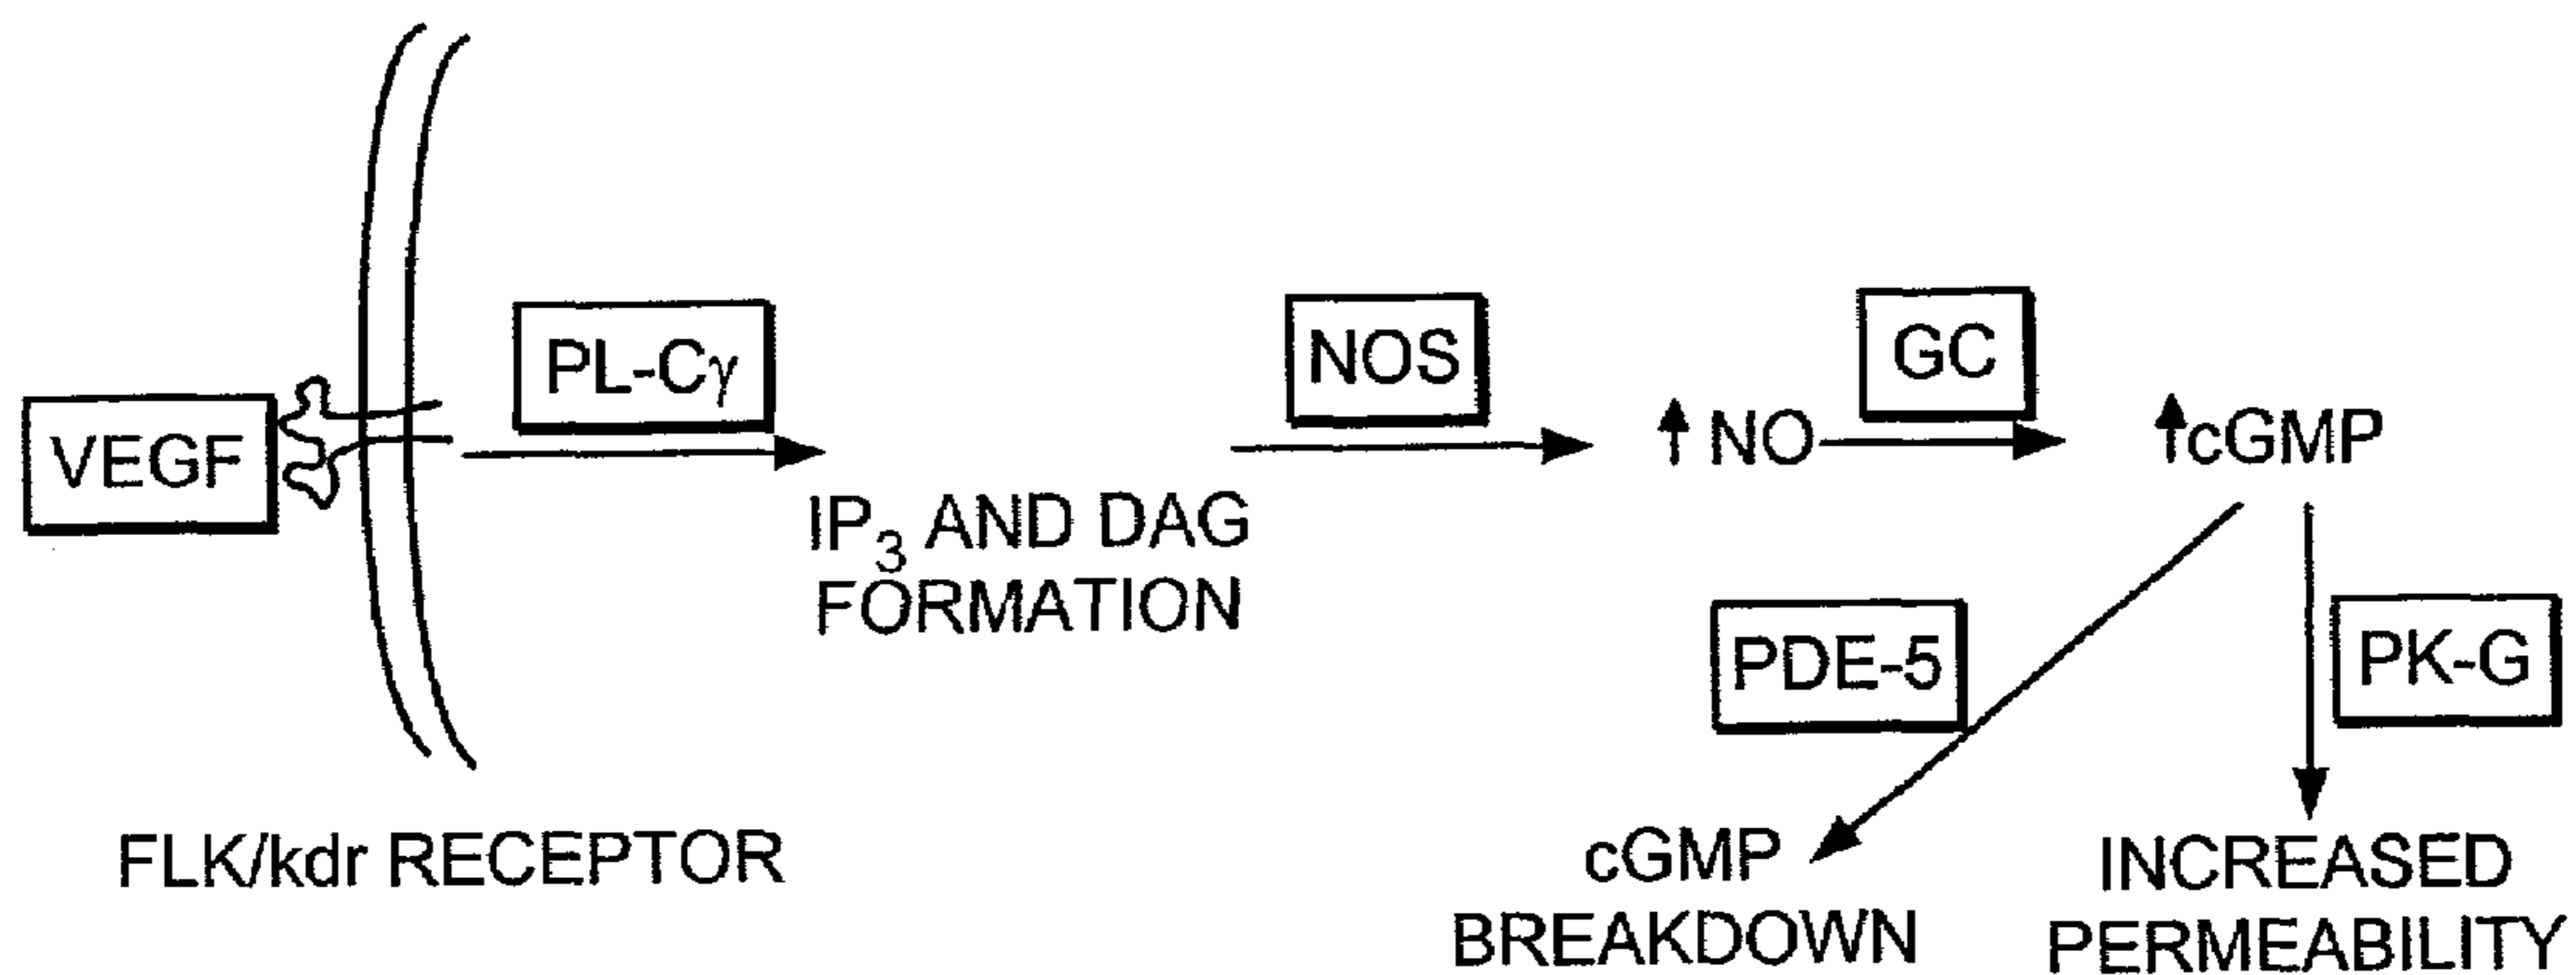 VEGF
PL-Cγ
IP₃ AND DAG
FORMATION
NOS
NO
GC
cGMP
PDE-5
PK-G
FLK/kdr RECEPTOR
cGMP
BREAKDOWN
INCREASED
PERMEABILITY